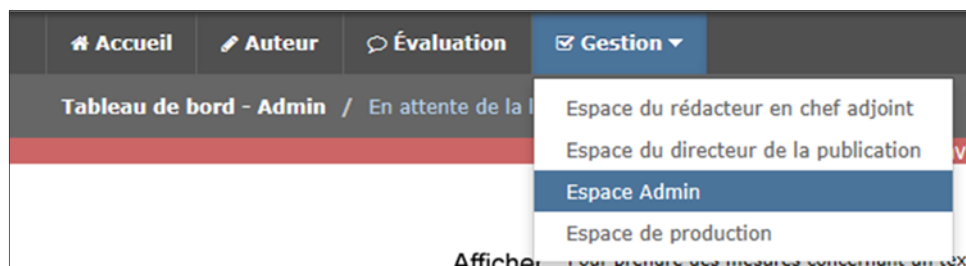 Accueil Auteur Évaluation Gestion
Tableau de bord - Admin / En attente de la
Espace du rédacteur en chef adjoint
Espace du directeur de la publication
Espace Admin
Espace de production
Afficher